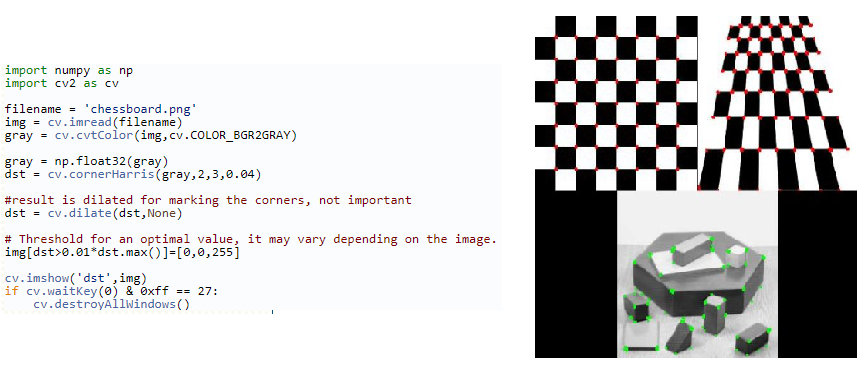 import numpy as np
import cv2 as cv
filename = 'chessboard.png'
img = cv.imread(filename)
gray = cv.cvtColor(img,cv.COLOR_BGR2GRAY)
gray = np.float32(gray)
dst = cv.cornerHarris(gray,2,3,0.04)
#result is dilated for marking the corners, not important
dst = cv.dilate(dst,None)
# Threshold for an optimal value, it may vary depending on the image.
img[dst>0.01*dst.max()]=[0,0,255]
cv.imshow('dst',img)
if cv.waitKey(0) & 0xff == 27:
    cv.destroyAllWindows()